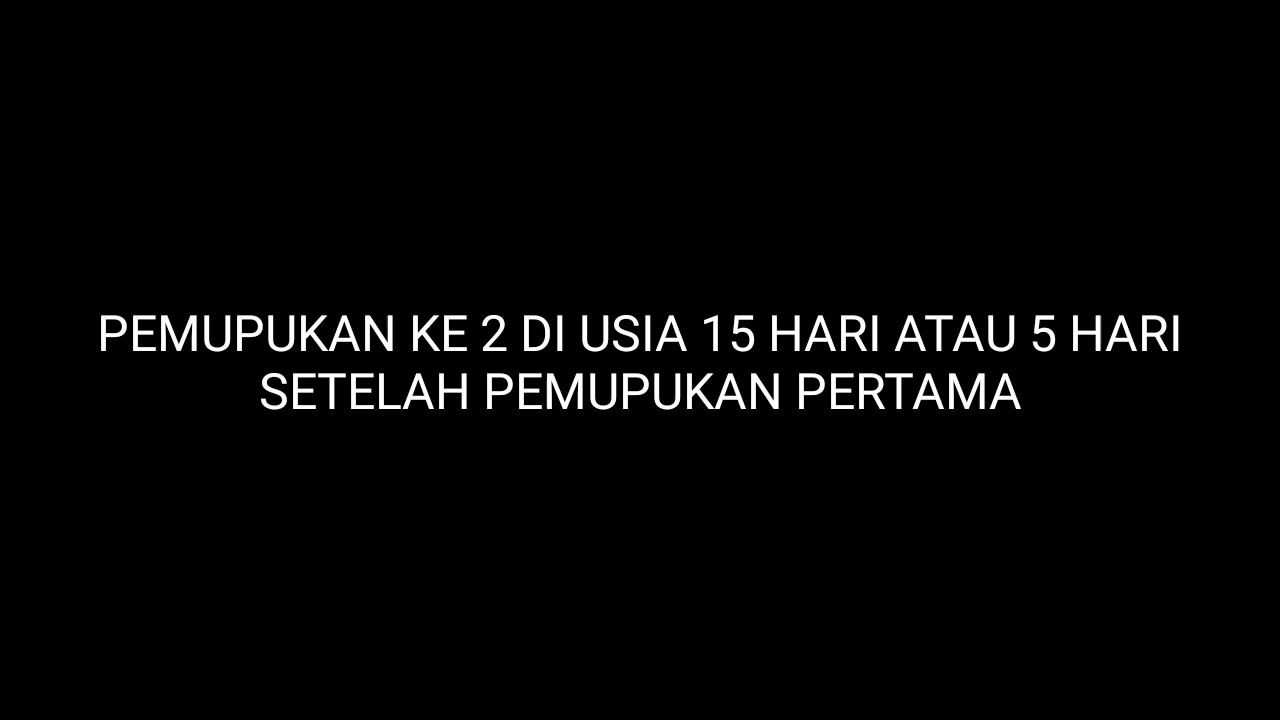 PEMUPUKAN KE 2 DI USIA 15 HARI ATAU 5 HARI
SETELAH PEMUPUKAN PERTAMA